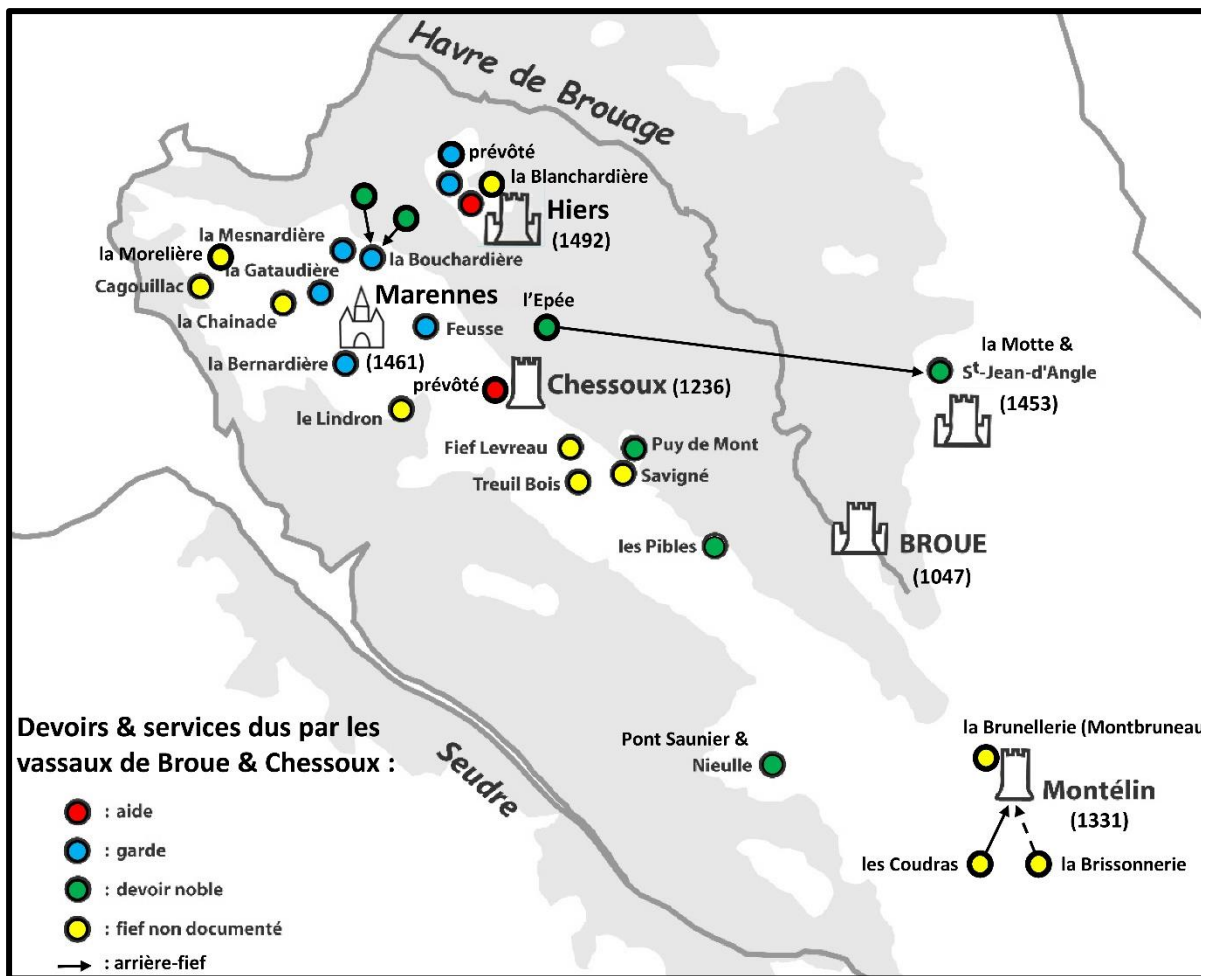 Havre de Brouage
prévôté
la Blanchardière
Hiers
(1492)
la Mesnardière
la Morelière
la Gataudière
la Bouchardière
Cagouillac
Marennes
l'Epée
la Chainade
Feusse
la Motte &
la Bernardière
(1461)
St-Jean-d'Angle
prévôté
Chessoux (1236)
(1453)
le Lindron
Fief Levreau
Puy de Mont
Treuil Bois
Savigné
les Pibles
BROUE
(1047)
Devoirs & services dus par les
vassaux de Broue & Chessoux :
Seudre
Pont Saunier &
Nieulle
la Brunellerie (Montbruneau
Montélin
(1331)
les Coudras
la Brissonnerie
: aide
: garde
: devoir noble
: fief non documenté
: arrière-fief